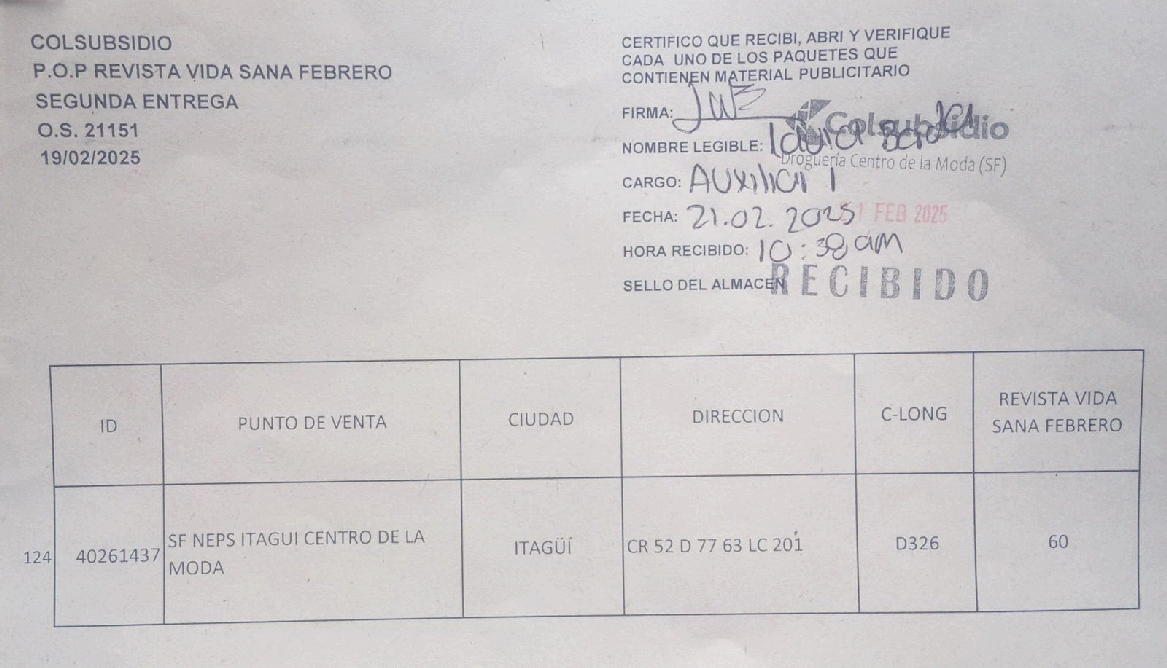 COLSUBSIDIO
P.O.P REVISTA VIDA SANA FEBRERO
SEGUNDA ENTREGA
O.S. 21151
19/02/2025
CERTIFICO QUE RECIBI, ABRI Y VERIFIQUE
CADA UNO DE LOS PAQUETES QUE
CONTIENEN MATERIAL PUBLICITARIO
FIRMA:
Colsubsidio
NOMBRE LEGIBLE: Laura
Droguería Centro de la Moda (SF)
CARGO: Auxiliar 1
FECHA: 21.02.2025
FEB 2025
HORA RECIBIDO: 10:38 am
SELLO DEL ALMACEN
RECIBIDO
ID PUNTO DE VENTA CIUDAD DIRECCION C-LONG REVISTA VIDA
SANA FEBRERO
124 40261437 SF NEPS ITAGUI CENTRO DE LA ITAGÜÍ CR 52 D 77 63 LC 201 D326 60
MODA